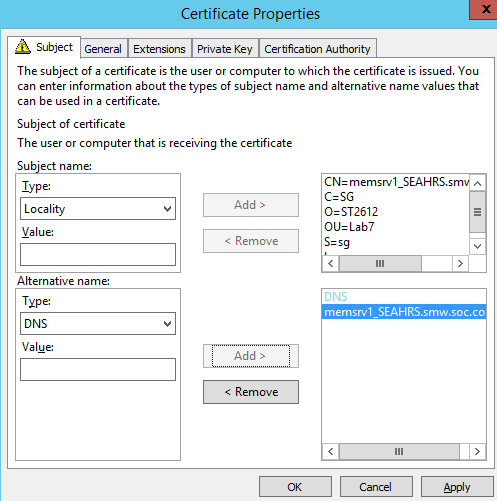 Certificate Properties
x
Subject General Extensions Private Key Certification Authority
The subject of a certificate is the user or computer to which the certificate is issued. You
can enter information about the types of subject name and alternative name values that
can be used in a certificate.
Subject of certificate
The user or computer that is receiving the certificate
Subject name:
Type:
Locality
Value:
Add >
< Remove
CN=memsrv1_SEAHRS.smw
C=SG
O=ST2612
OU=Lab7
S=sg
Alternative name:
Type:
DNS
Value:
Add >
< Remove
DNS
memsrv1_SEAHRS.smw.soc.co
OK Cancel Apply